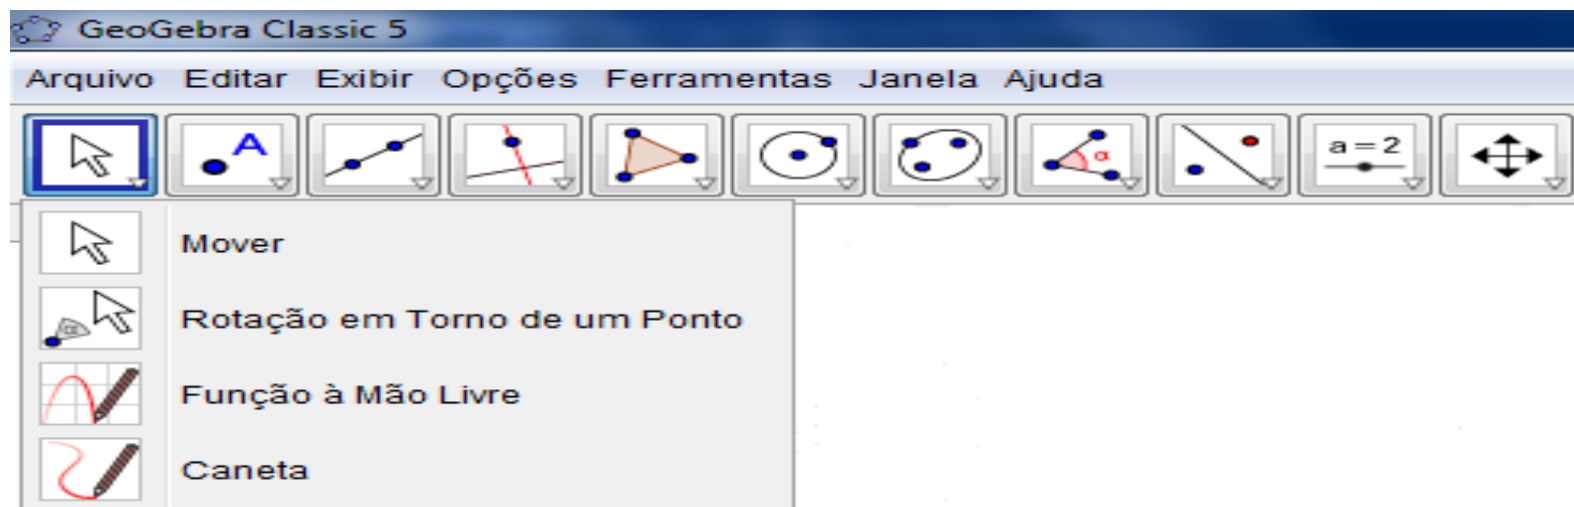 GeoGebra Classic 5
Arquivo Editar Exibir Opções Ferramentas Janela Ajuda
A α a = 2
Mover
α
Rotação em Torno de um Ponto
Função à Mão Livre
Caneta